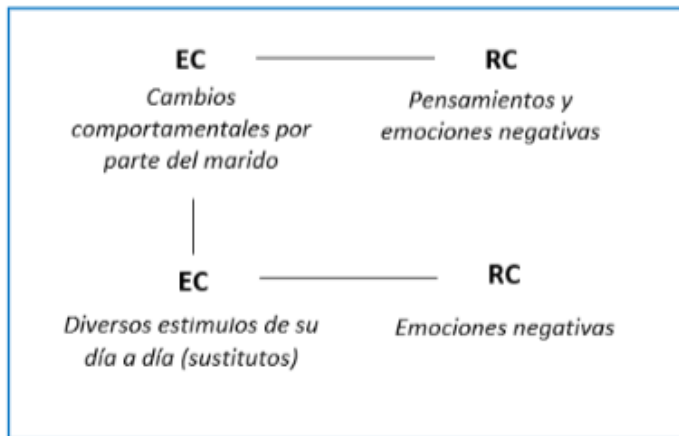 EC
RC
Cambios
comportamentales por
parte del marido
Pensamientos y
emociones negativas
EC
RC
Diversos estimulos de su
día a día (sustitutos)
Emociones negativas